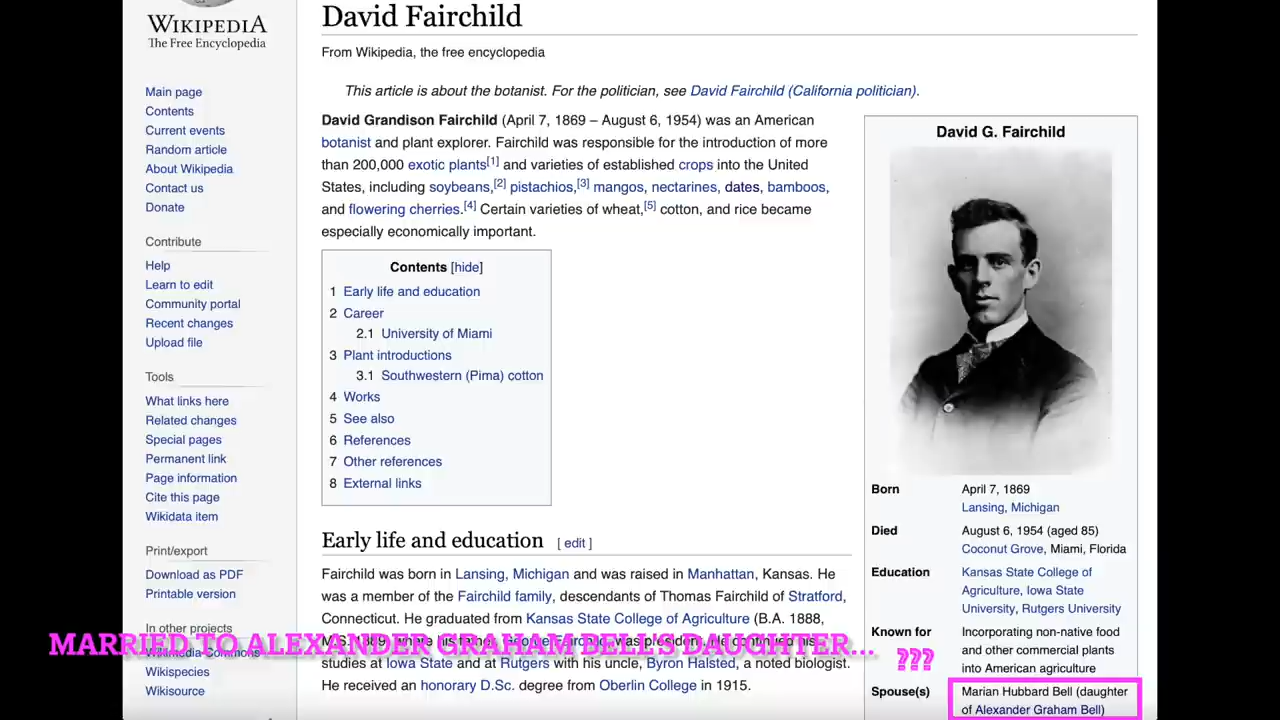 WIKIPEDIA
The Free Encyclopedia
Main page
Contents
Current events
Random article
About Wikipedia
Contact us
Donate
Contribute
Help
Learn to edit
Community portal
Recent changes
Upload file
Tools
What links here
Related changes
Special pages
Permanent link
Page information
Cite this page
Wikidata item
Print/export
Download as PDF
Printable version
In other projects
Wikimedia Commons
Wikispecies
Wikisource
David Fairchild
From Wikipedia, the free encyclopedia
This article is about the botanist. For the politician, see David Fairchild (California politician).
David Grandison Fairchild (April 7, 1869 – August 6, 1954) was an American
botanist and plant explorer. Fairchild was responsible for the introduction of more
than 200,000 exotic plants[1] and varieties of established crops into the United
States, including soybeans,[2] pistachios,[3] mangos, nectarines, dates, bamboos,
and flowering cherries.[4] Certain varieties of wheat,[5] cotton, and rice became
especially economically important.
Contents [hide]
1 Early life and education
2 Career
2.1 University of Miami
3 Plant introductions
3.1 Southwestern (Pima) cotton
4 Works
5 See also
6 References
7 Other references
8 External links
Early life and education [ edit ]
Fairchild was born in Lansing, Michigan and was raised in Manhattan, Kansas. He
was a member of the Fairchild family, descendants of Thomas Fairchild of Stratford,
Connecticut. He graduated from Kansas State College of Agriculture (B.A. 1888,
M.S. 1889) where his father, George Fairchild, was president. He continued his
studies at Iowa State and at Rutgers with his uncle, Byron Halsted, a noted biologist.
He received an honorary D.Sc. degree from Oberlin College in 1915.
David G. Fairchild
Born April 7, 1869
Lansing, Michigan
Died August 6, 1954 (aged 85)
Coconut Grove, Miami, Florida
Education Kansas State College of
Agriculture, Iowa State
University, Rutgers University
Known for Incorporating non-native food
and other commercial plants
into American agriculture
Spouse(s) Marian Hubbard Bell (daughter
of Alexander Graham Bell)
MARRIED TO ALEXANDER GRAHAM BELL'S DAUGHTER...
???